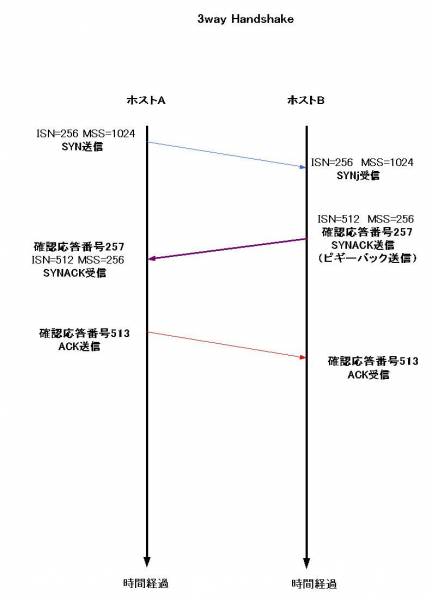 3way Handshake
ホストA
ホストB
ISN=256 MSS=1024
SYN送信
ISN=256 MSS=1024
SYNj受信
ISN=512 MSS=256
確認応答番号257
SYNACK送信
(ピギーバック送信)
確認応答番号257
ISN=512 MSS=256
SYNACK受信
確認応答番号513
ACK送信
確認応答番号513
ACK受信
時間経過
時間経過